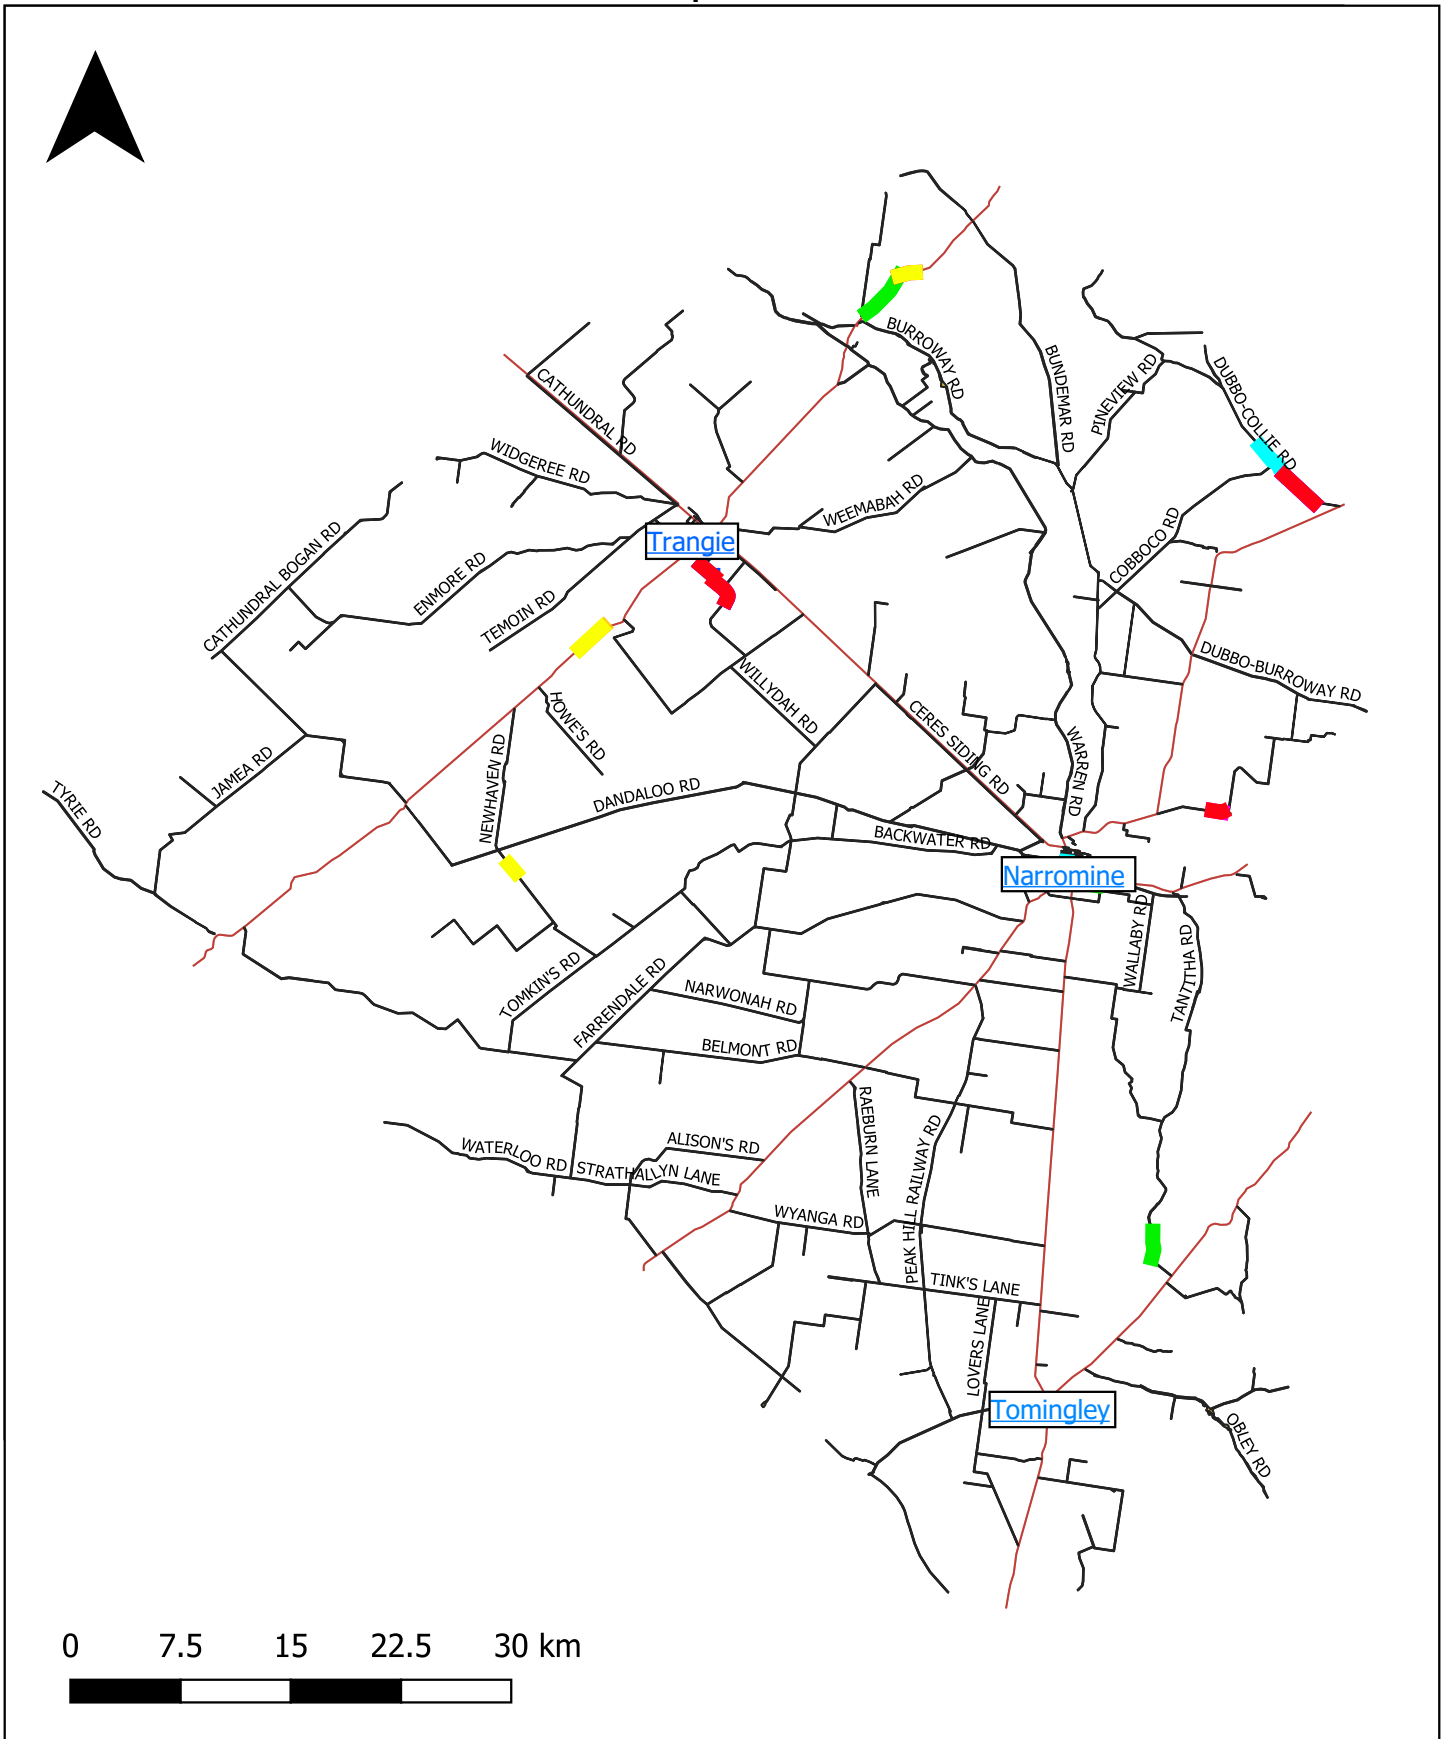 BURROWAY RD
BUNDEMAR RD
PINEVIEW RD
DUBBO-COLLIE RD
CATHUNDRAL RD
WIDGEREE RD
WEEMABAH RD
CATHUNDRAL BOGAN RD
ENMORE RD
TEMOIN RD
Trangie
COBBOCO RD
DUBBO-BURROWAY RD
WILLYDAH RD
HOWE'S RD
CERES SIDING RD
WARREN RD
NEWHAVEN RD
JAMEA RD
TYRIE RD
DANDALOO RD
BACKWATER RD
Narromine
WALLABY RD
TANTITHA RD
TOMKIN'S RD
FARRENDALE RD
NARWONAH RD
BELMONT RD
RAEBURN LANE
PEAK HILL RAILWAY RD
WATERLOO RD
STRATHALLYN LANE
ALISON'S RD
WYANGA RD
TINK'S LANE
LOVERS LANE
Tomingley
OBLEY RD
0 7.5 15 22.5 30 km